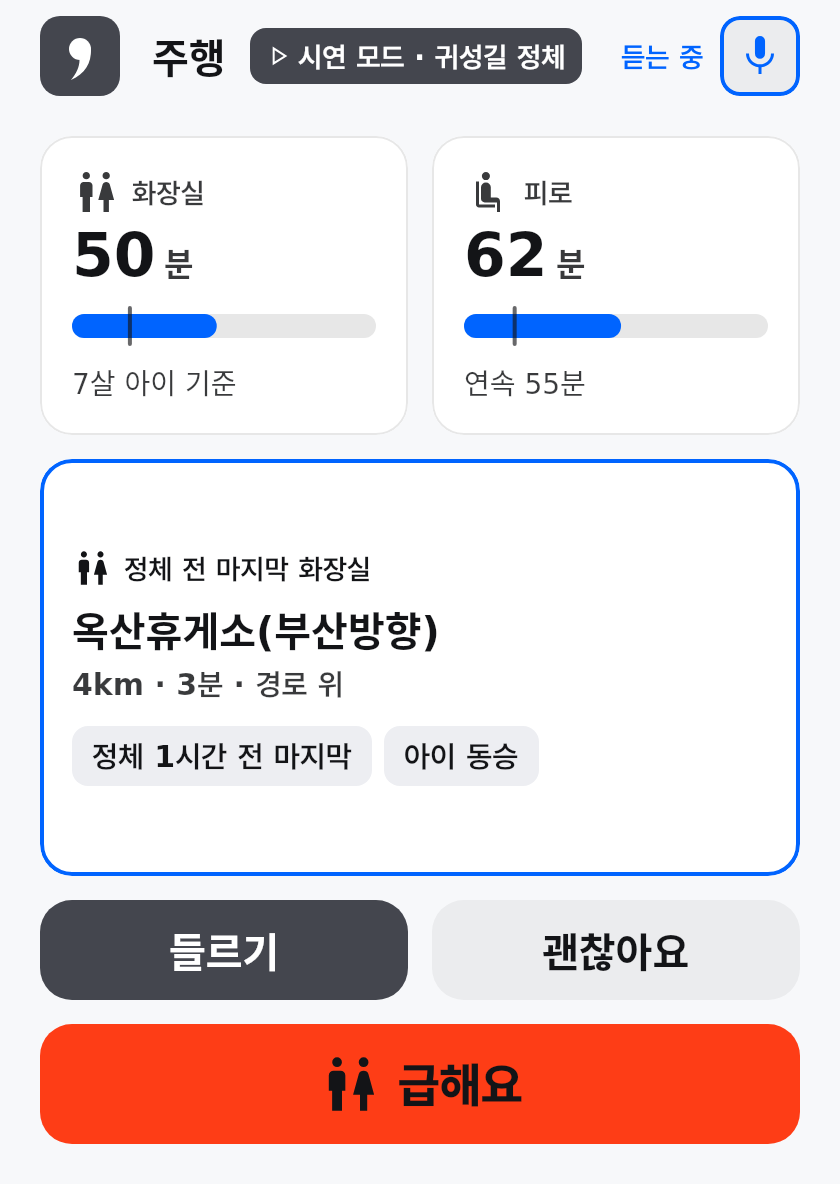 주행
▷ 시연 모드 · 귀성길 정체
듣는 중
화장실
50 분
7살 아이 기준
피로
62 분
연속 55분
정체 전 마지막 화장실
옥산휴게소(부산방향)
4km · 3분 · 경로 위
정체 1시간 전 마지막
아이 동승
들르기
괜찮아요
급해요